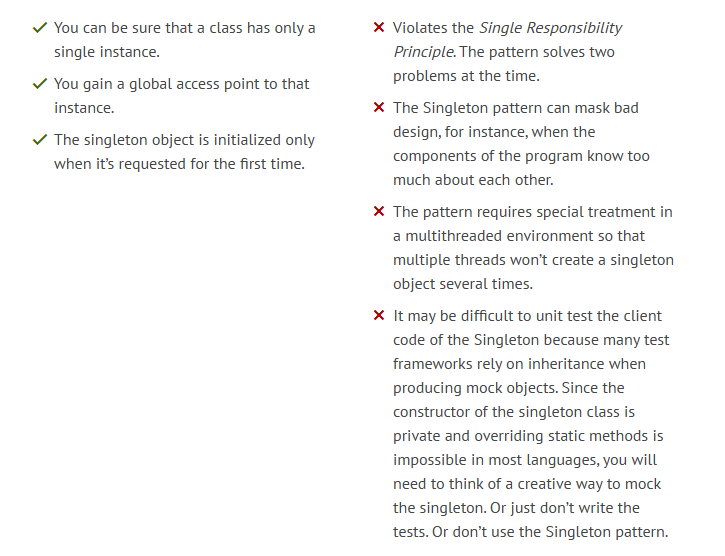 You can be sure that a class has only a
single instance.
You gain a global access point to that
instance.
The singleton object is initialized only
when it's requested for the first time.
Violates the Single Responsibility
Principle. The pattern solves two
problems at the time.
The Singleton pattern can mask bad
design, for instance, when the
components of the program know too
much about each other.
The pattern requires special treatment in
a multithreaded environment so that
multiple threads won't create a singleton
object several times.
It may be difficult to unit test the client
code of the Singleton because many test
frameworks rely on inheritance when
producing mock objects. Since the
constructor of the singleton class is
private and overriding static methods is
impossible in most languages, you will
need to think of a creative way to mock
the singleton. Or just don't write the
tests. Or don't use the Singleton pattern.